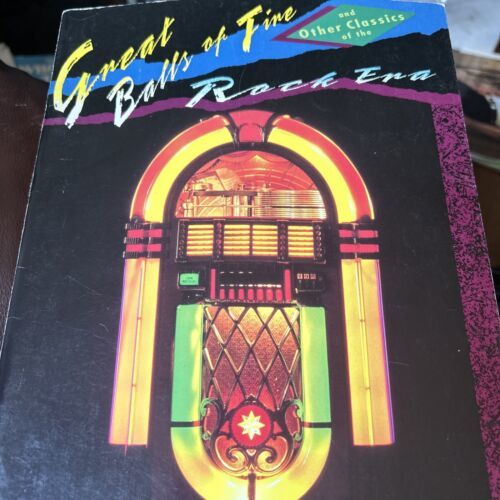 Great
Balls of Fire
and
Other Classics
of the
Rock Era